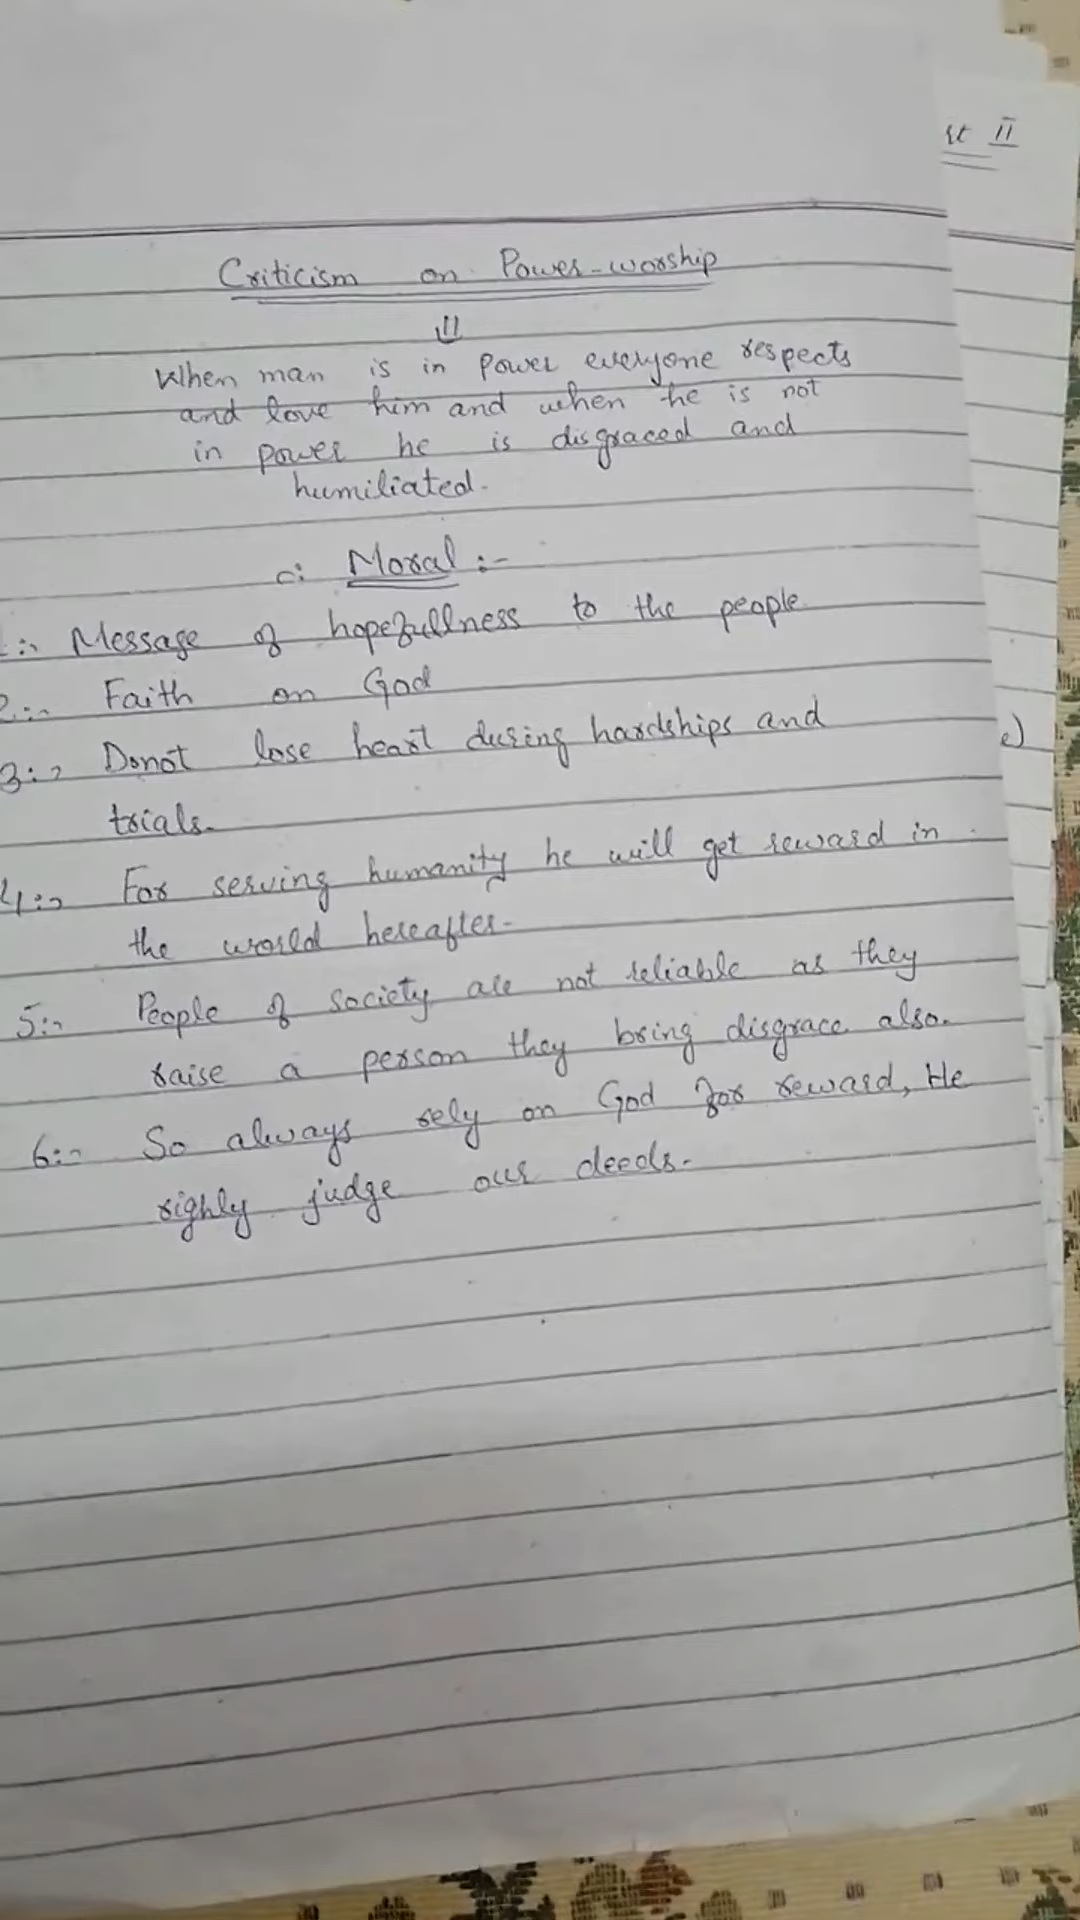 st II
Criticism on Power-worship
⇓
When man is in power everyone respects
and love him and when he is not
in power he is disgraced and
humiliated.
c: Moral :-
1:- Message of hopefullness to the people.
2:- Faith on God
3:- Donot lose heart during hardships and
trials.
4:- For serving humanity he will get reward in
the world hereafter.
5:- People of society are not reliable as they
raise a person they bring disgrace also.
6:- So always rely on God for reward, He
righly judge our deeds.
e)